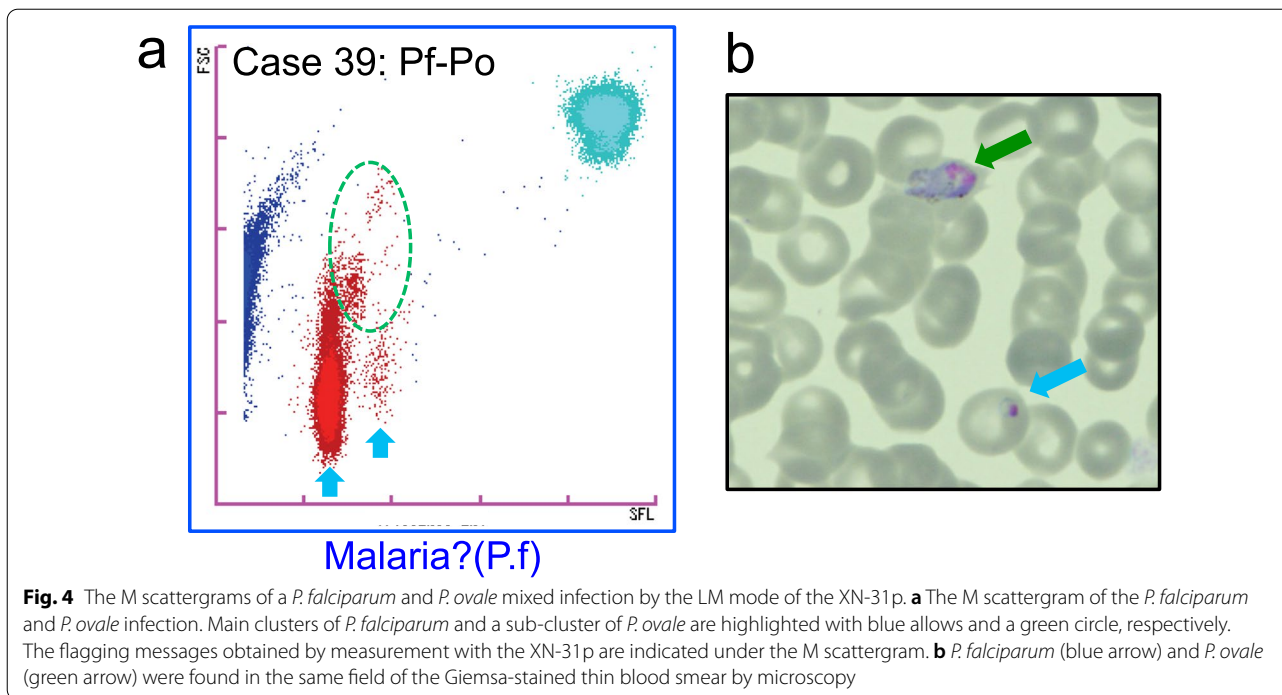 a
b
FSC
Case 39: Pf-Po
SFL
Malaria?(P.f)
Fig. 4 The M scattergrams of a P. falciparum and P. ovale mixed infection by the LM mode of the XN-31p. a The M scattergram of the P. falciparum
and P. ovale infection. Main clusters of P. falciparum and a sub-cluster of P. ovale are highlighted with blue allows and a green circle, respectively.
The flagging messages obtained by measurement with the XN-31p are indicated under the M scattergram. b P. falciparum (blue arrow) and P. ovale
(green arrow) were found in the same field of the Giemsa-stained thin blood smear by microscopy